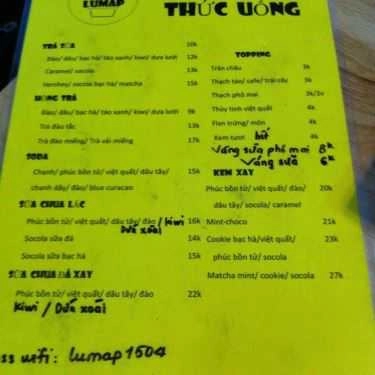 LUMAP
THỨC UỐNG
TRÀ SỮA 10k
Đào/ dâu/ bạc hà/ táo xanh/ kiwi/ dưa lưới 12k
Caramel/ socola 13k
Hershey/ socola bạc hà/ matcha 15k
HỒNG TRÀ
Đào/ dâu/ bạc hà/ táo xanh/ kiwi/ dưa lưới 9k
Trà đào tắc 13k
Trà đào miếng/ Trà vải miếng 17k
SODA
Chanh/ phúc bồn tử/ việt quất/ dâu tây/ 15k
chanh dây/ đào/ blue curacao
SỮA CHUA LẮC
Phúc bồn tử/ việt quất/ dâu tây/ đào / Kiwi 16k
Dứa xoài
Socola sữa đá 14k
Socola sữa bạc hà 15k
SỮA CHUA ĐÁ XAY
Phúc bồn tử/ việt quất/ dâu tây/ đào 22k
Kiwi / Dứa xoài
TOPPING
Trân châu 3k
Thạch táo/ cafe/ trái cây 3k
Thạch phô mai 3k/2v
Thủy tinh việt quất 4k
Flan trứng/ môn 4k
Kem tươi hũ 4k
Váng sữa phô mai 8k
Váng sữa 6k
KEM XAY
Phúc bồn tử/ việt quất/ đào/ 20k
dâu tây/ socola/ caramel
Mint-choco 21k
Cookie bạc hà/việt quất/ 23k
phúc bồn tử/ socola
Matcha mint/ cookie/ socola 27k
ss wifi: lumap1504